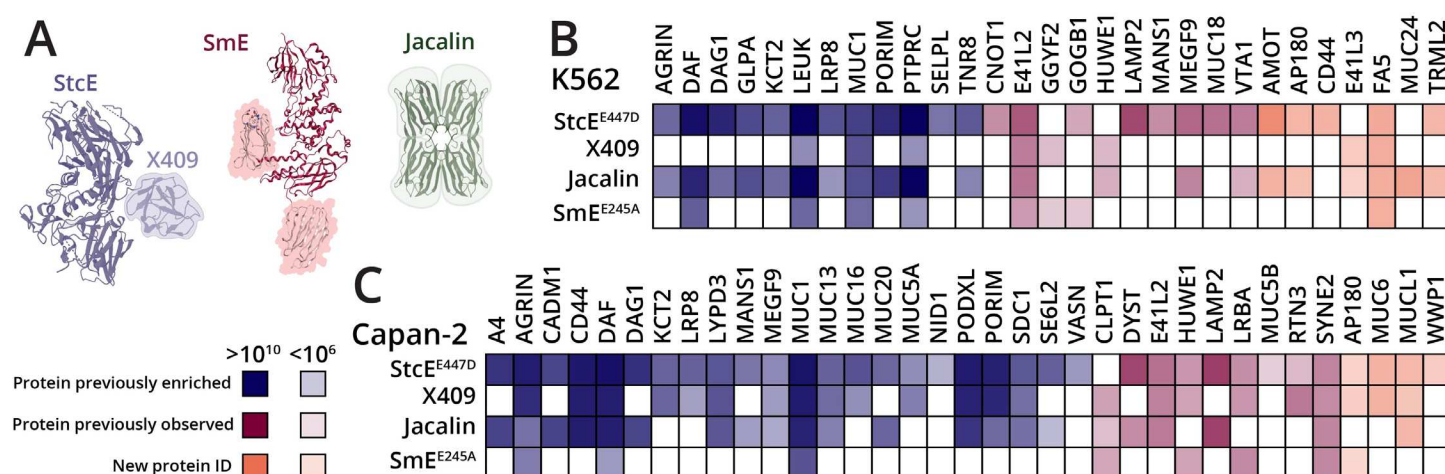 A
StcE
X409
SmE
Jacalin
B
K562
AGRIN DAF DAG1 GLPA KCT2 LEUK LRP8 MUC1 PORIM PTPRC SELPL TNR8 CNOT1 E41L2 GGYF2 GOGB1 HUWE1 LAMP2 MANS1 MEGF9 MUC18 VTA1 AMOT AP180 CD44 E41L3 FA5 MUC24 TRML2
StcE^E447D
X409
Jacalin
SmE^E245A
C
Capan-2
A4 AGRIN CADM1 CD44 DAF DAG1 KCT2 LRP8 LYPD3 MANS1 MEGF9 MUC1 MUC13 MUC16 MUC20 MUC5A NID1 PODXL PORIM SDC1 SE6L2 VASN CLPT1 DYST E41L2 HUWE1 LAMP2 LRBA MUC5B RTN3 SYNE2 AP180 MUC6 MUCL1 WWP1
StcE^E447D
X409
Jacalin
SmE^E245A
>10¹⁰ <10⁶
Protein previously enriched
Protein previously observed
New protein ID